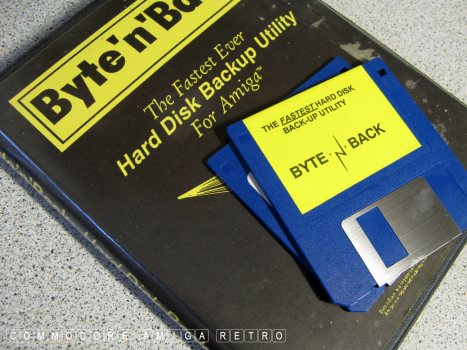 Byte'n'Ba
The Fastest Ever
Hard Disk Backup Utility
For Amiga®
THE FASTEST HARD DISK
BACK-UP UTILITY
BYTE ·N· BACK
COMMODORE AMIGA RETRO